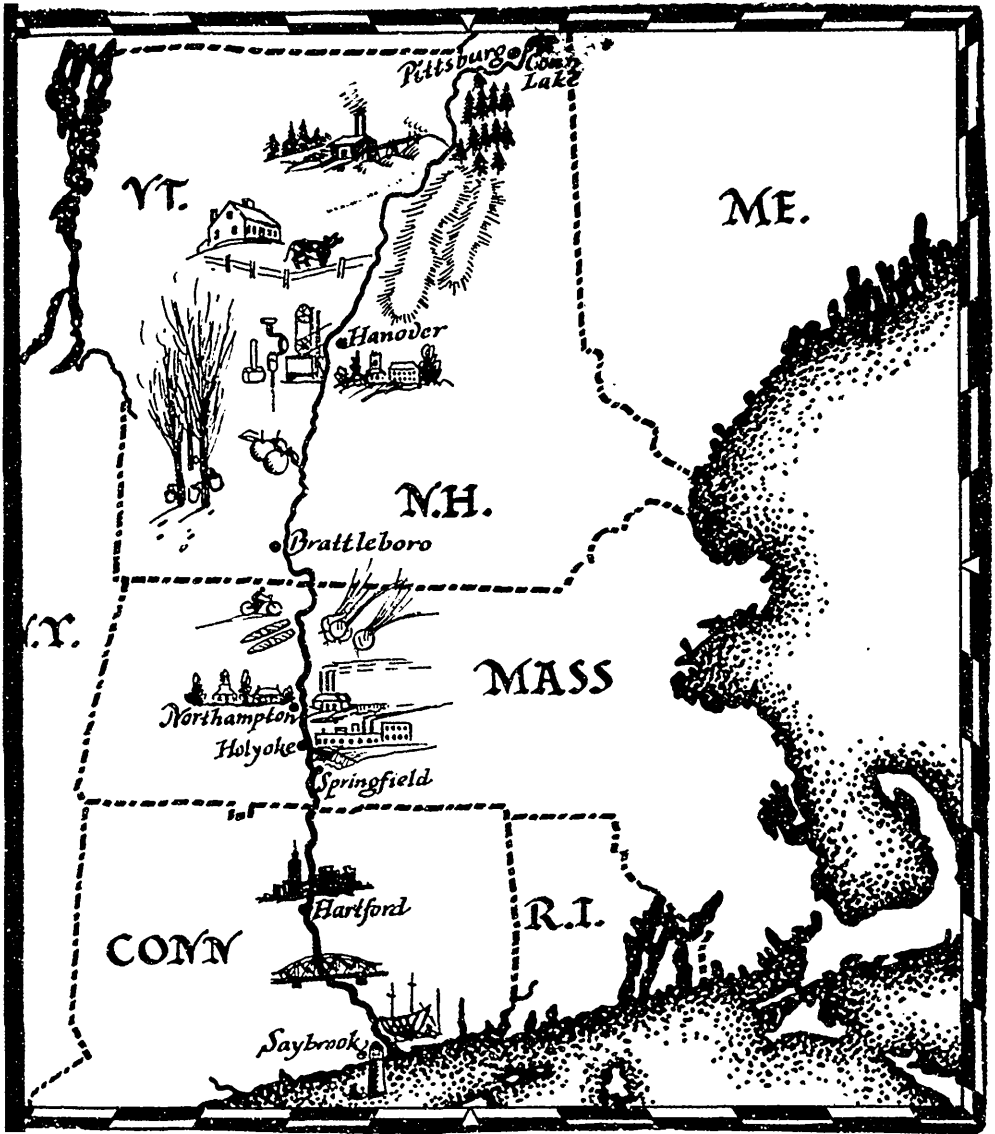 Pittsburg
Conn
Lake
VT.
ME.
Hanover
N.H.
Brattleboro
N.Y.
MASS
Northampton
Holyoke
Springfield
Hartford
R.I.
CONN
Saybrook